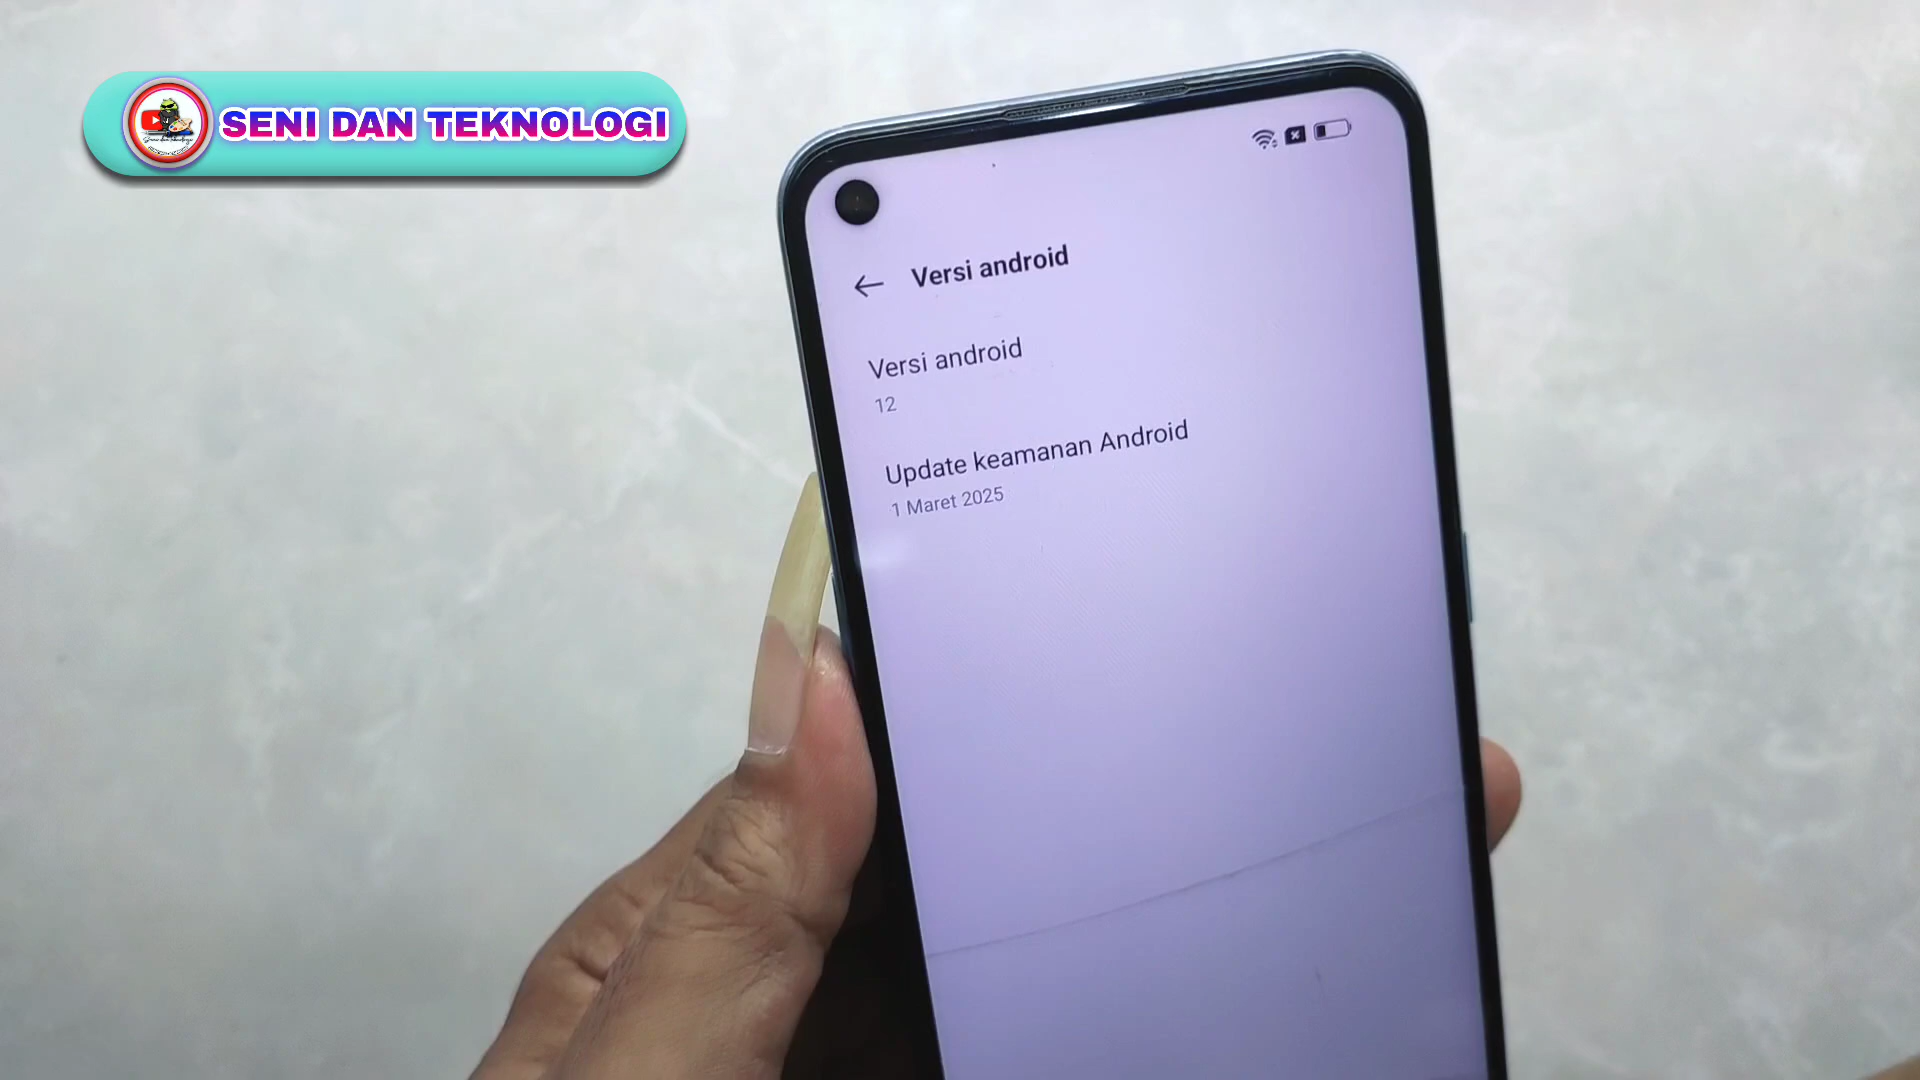 SENI DAN TEKNOLOGI
Versi android
Versi android
12
Update keamanan Android
1 Maret 2025